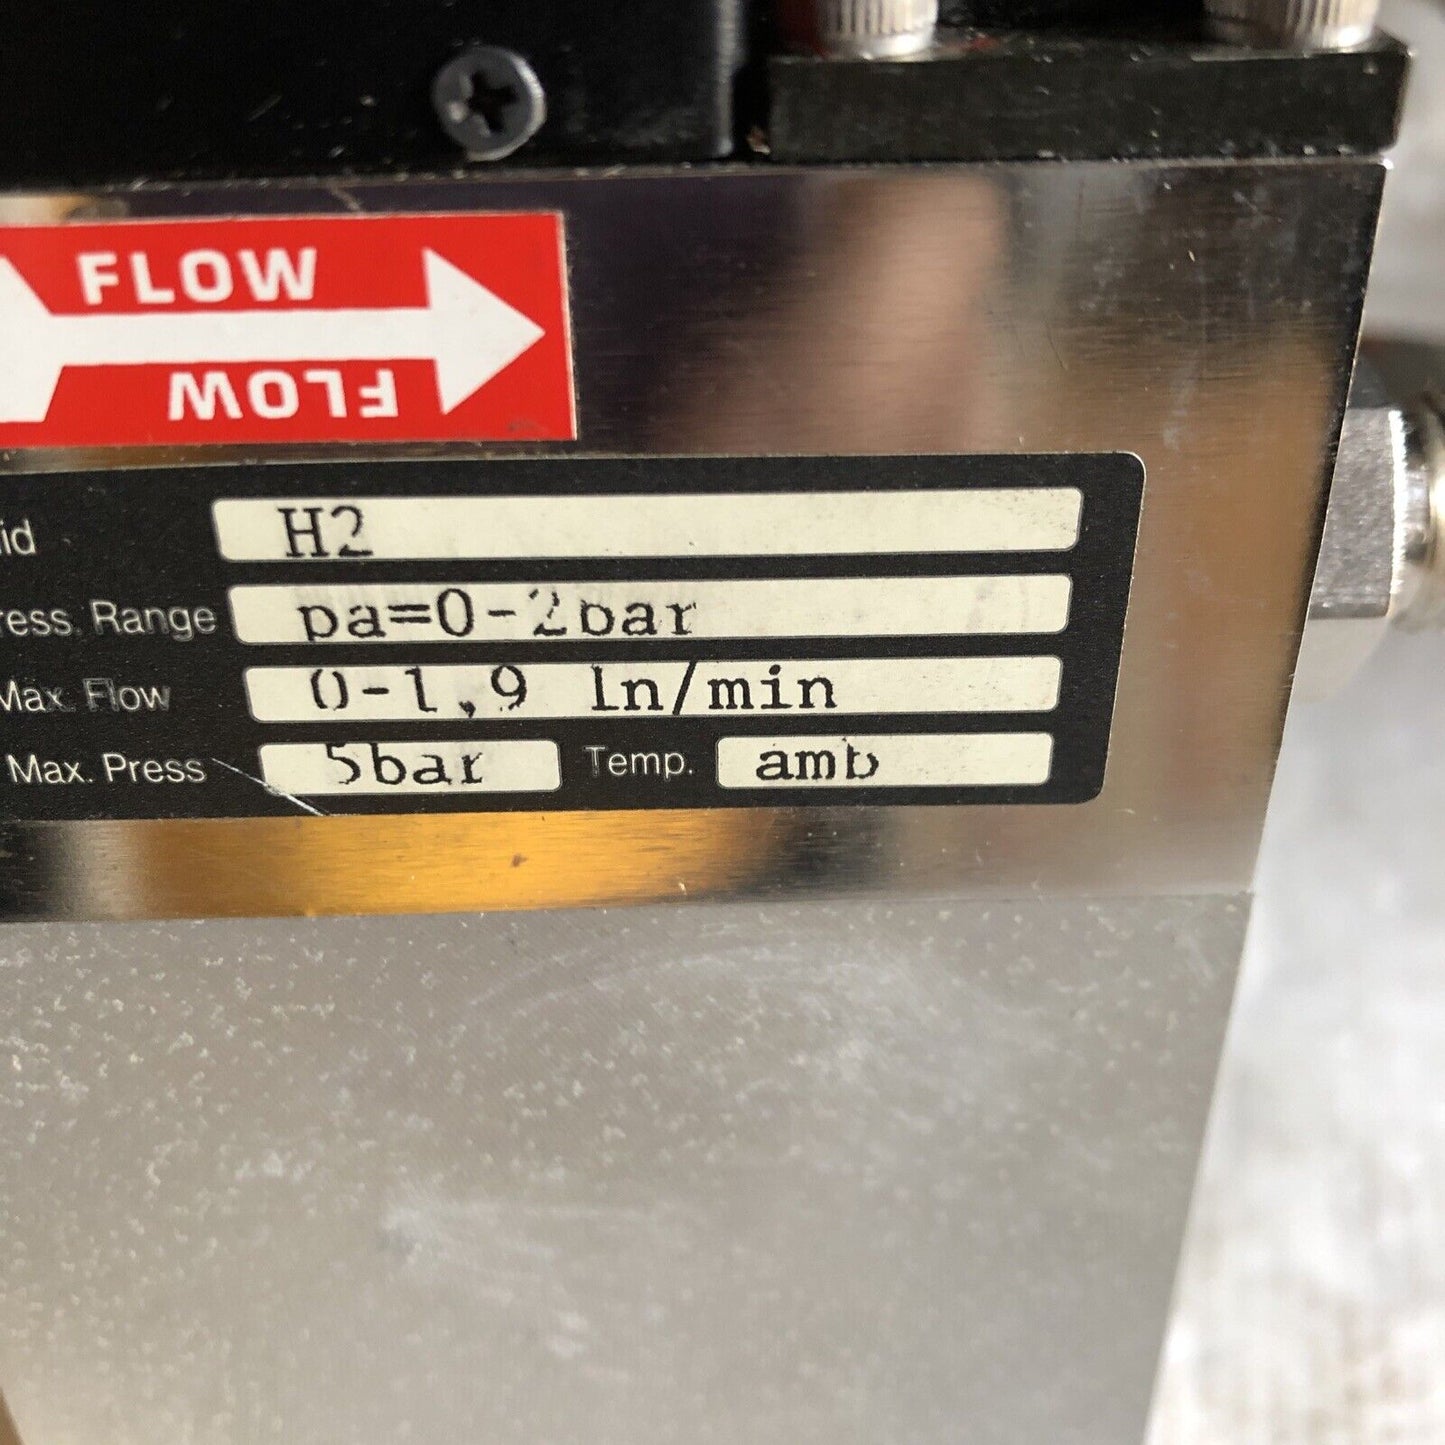 FLOW
FLOW
id H2
ress. Range pa=0-2bar
Max. Flow 0-1,9 ln/min
Max. Press 5bar Temp. amb